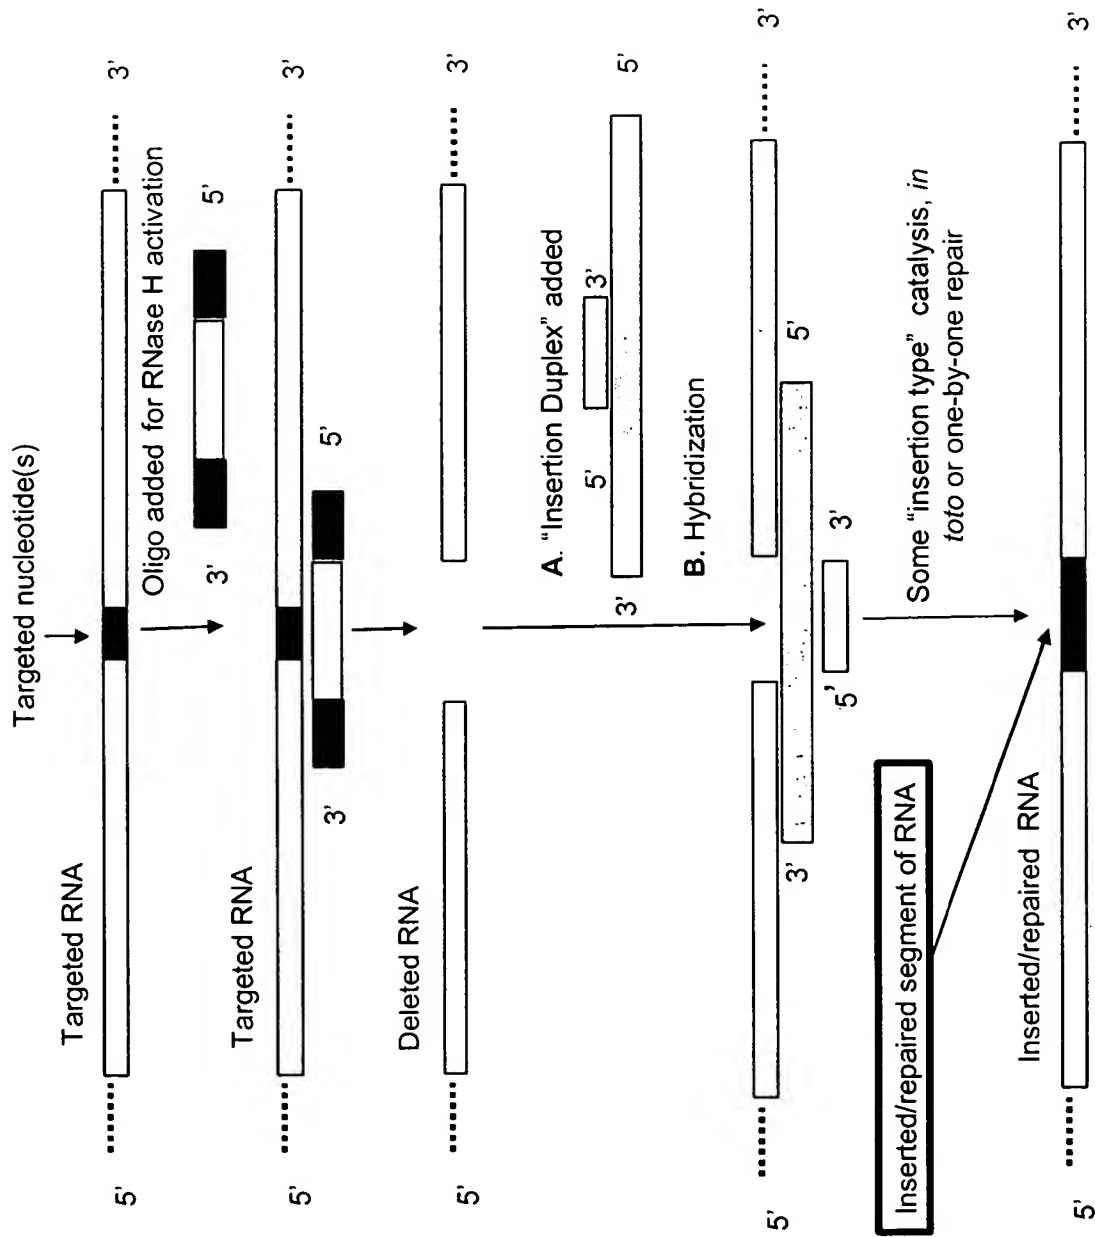 Targeted nucleotide(s)
Targeted RNA
5'
3'
Oligo added for RNase H activation
3'
5'
Targeted RNA
5'
3'
3'
5'
Deleted RNA
5'
3'
A. "Insertion Duplex" added
5'
3'
3'
5'
B. Hybridization
5'
3'
3'
5'
5'
3'
Some "insertion type" catalysis, in
toto or one-by-one repair
Inserted/repaired segment of RNA
Inserted/repaired RNA
5'
3'